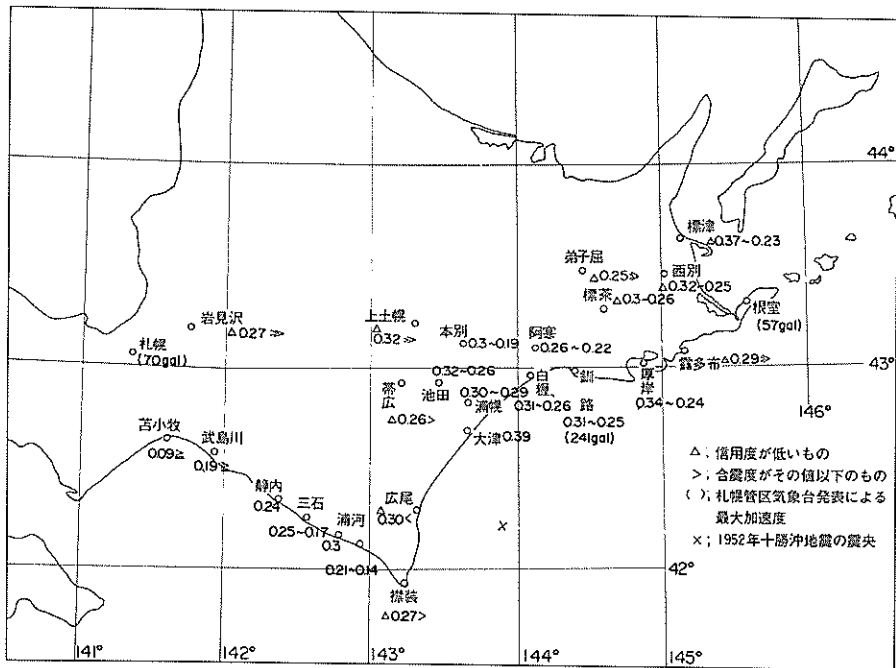 44°
標津
△0.37~0.23
弟子屈
△0.25≥
西別
△0.32~0.25
標茶
△0.3~0.26
根室
(57gal)
岩見沢
△0.27≥
札幌
(70gal)
上士幌
△
0.32>
本別
0.3~0.19
阿寒
0.26~0.22
43°
霧多布
△0.29>
146°
0.32~0.26
帯広
池田
△0.26>
0.30~0.29
浦幌
白糠
0.31~0.26
釧路
0.31~0.25
(241gal)
厚岸
0.34~0.24
大津 0.39
苫小牧
0.09≥
武島川
0.19≥
静内
0.24
三石
0.25~0.17
浦河
0.3
0.21~0.14
広尾
△
0.30<
×
42°
襟装
△0.27>
△; 信用度が低いもの
>; 合震度がその値以下のもの
( ); 札幌管区気象台発表による
最大加速度
×; 1952年十勝沖地震の震央
141°
142°
143°
144°
145°